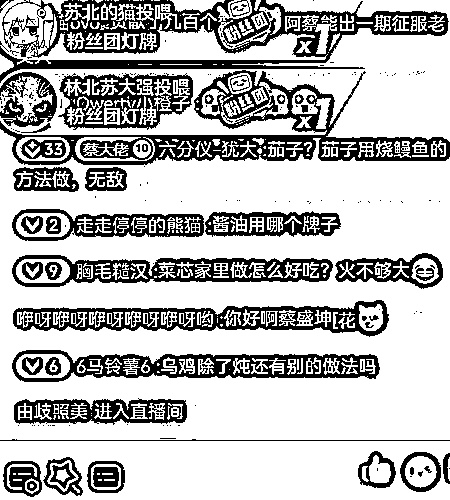 苏北的猫投喂
粉丝团灯牌
阿蔡能出一期征服老
x1
林北苏大强投喂
粉丝团灯牌
粉丝团
x1
33 蔡大佬 10 六分仪-犹大:茄子？茄子用烧鳗鱼的
方法做，无敌
2 走走停停的熊猫:酱油用哪个牌子
9 胸毛糙汉:菜芯家里做怎么好吃？火不够大
咿呀咿呀咿呀咿呀咿呀哟:你好啊蔡盛坤[花
6 6马铃薯6:乌鸡除了炖还有别的做法吗
由歧照美 进入直播间